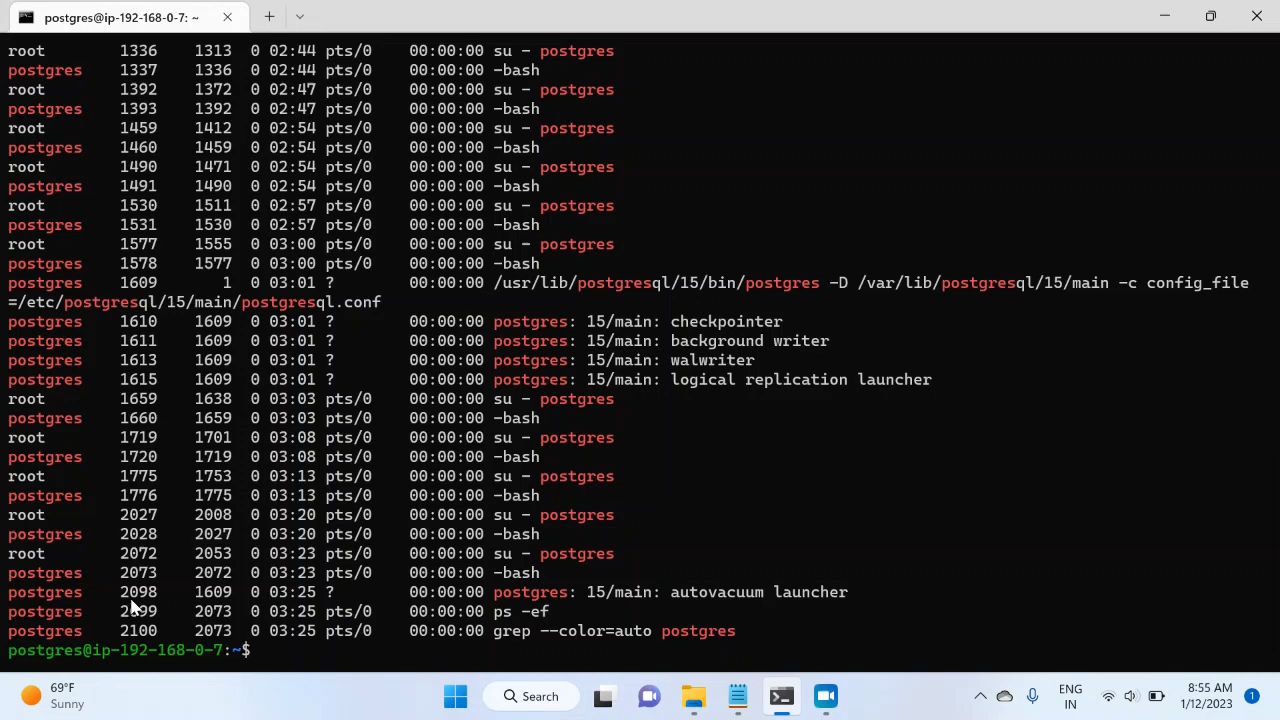 postgres@ip-192-168-0-7: ~
root 1336 1313 0 02:44 pts/0 00:00:00 su - postgres
postgres 1337 1336 0 02:44 pts/0 00:00:00 -bash
root 1392 1372 0 02:47 pts/0 00:00:00 su - postgres
postgres 1393 1392 0 02:47 pts/0 00:00:00 -bash
root 1459 1412 0 02:54 pts/0 00:00:00 su - postgres
postgres 1460 1459 0 02:54 pts/0 00:00:00 -bash
root 1490 1471 0 02:54 pts/0 00:00:00 su - postgres
postgres 1491 1490 0 02:54 pts/0 00:00:00 -bash
root 1530 1511 0 02:57 pts/0 00:00:00 su - postgres
postgres 1531 1530 0 02:57 pts/0 00:00:00 -bash
root 1577 1555 0 03:00 pts/0 00:00:00 su - postgres
postgres 1578 1577 0 03:00 pts/0 00:00:00 -bash
postgres 1609 1 0 03:01 ? 00:00:00 /usr/lib/postgresql/15/bin/postgres -D /var/lib/postgresql/15/main -c config_file
=/etc/postgresql/15/main/postgresql.conf
postgres 1610 1609 0 03:01 ? 00:00:00 postgres: 15/main: checkpointer
postgres 1611 1609 0 03:01 ? 00:00:00 postgres: 15/main: background writer
postgres 1613 1609 0 03:01 ? 00:00:00 postgres: 15/main: walwriter
postgres 1615 1609 0 03:01 ? 00:00:00 postgres: 15/main: logical replication launcher
root 1659 1638 0 03:03 pts/0 00:00:00 su - postgres
postgres 1660 1659 0 03:03 pts/0 00:00:00 -bash
root 1719 1701 0 03:08 pts/0 00:00:00 su - postgres
postgres 1720 1719 0 03:08 pts/0 00:00:00 -bash
root 1775 1753 0 03:13 pts/0 00:00:00 su - postgres
postgres 1776 1775 0 03:13 pts/0 00:00:00 -bash
root 2027 2008 0 03:20 pts/0 00:00:00 su - postgres
postgres 2028 2027 0 03:20 pts/0 00:00:00 -bash
root 2072 2053 0 03:23 pts/0 00:00:00 su - postgres
postgres 2073 2072 0 03:23 pts/0 00:00:00 -bash
postgres 2098 1609 0 03:25 ? 00:00:00 postgres: 15/main: autovacuum launcher
postgres 2099 2073 0 03:25 pts/0 00:00:00 ps -ef
postgres 2100 2073 0 03:25 pts/0 00:00:00 grep --color=auto postgres
postgres@ip-192-168-0-7:~$
69°F
Sunny
Search
ENG
IN
8:55 AM
1/12/2023
1